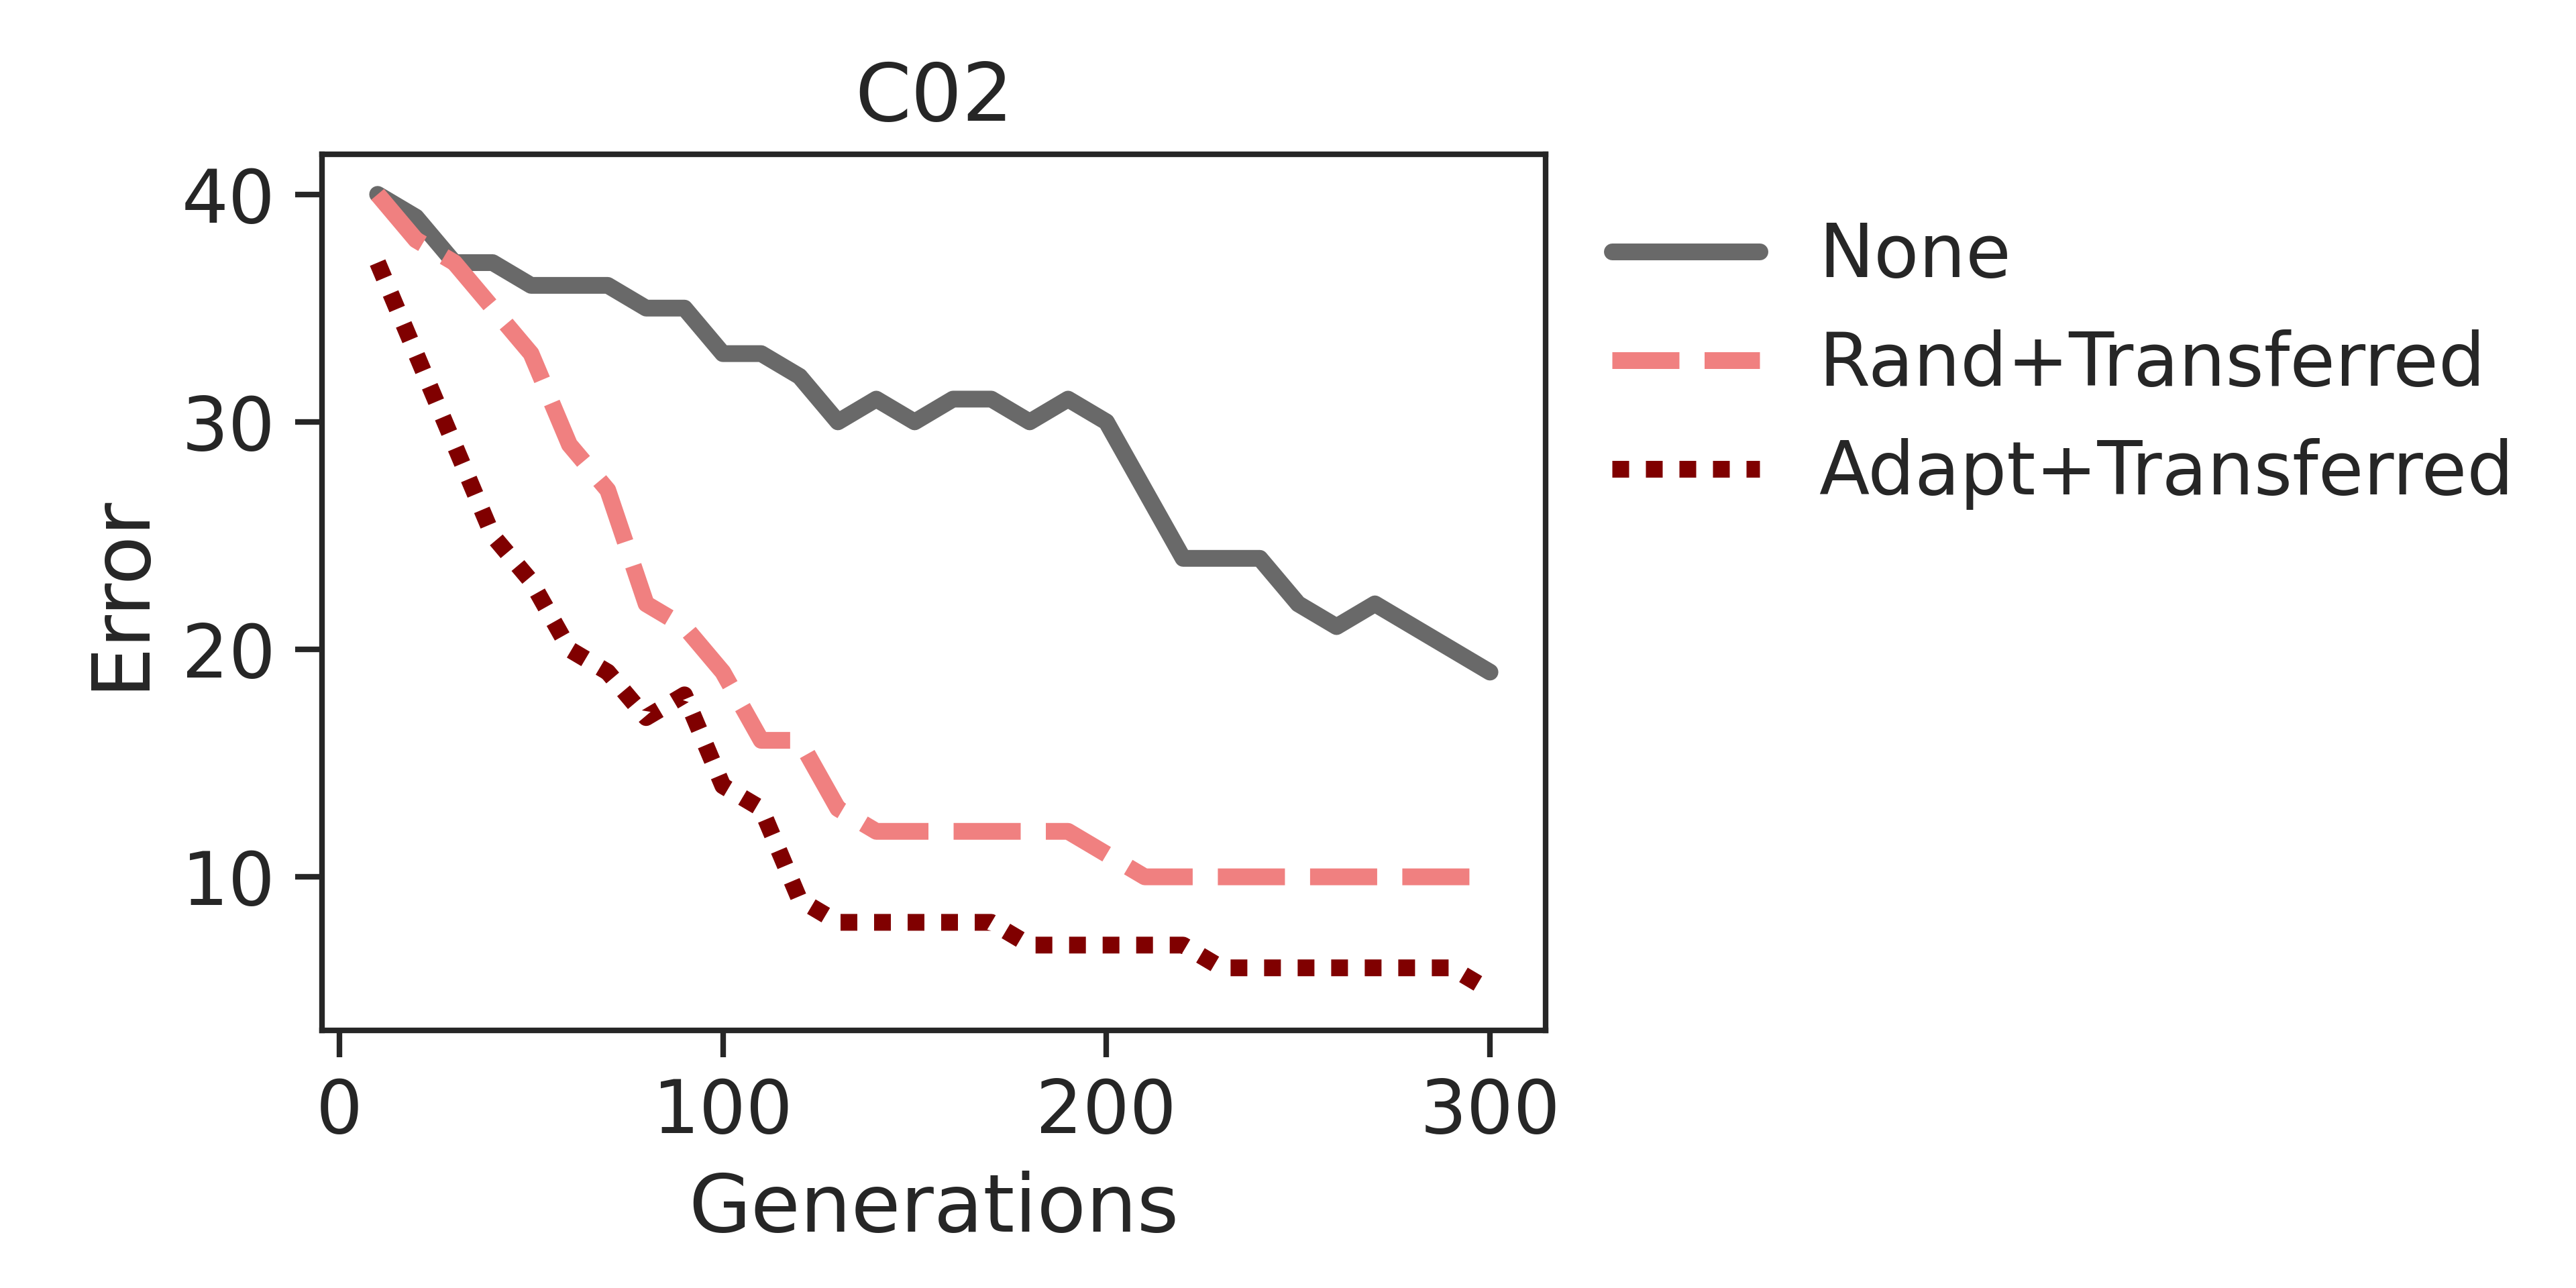 C02
40
30
20
10
Error
0 100 200 300
Generations
None
Rand+Transferred
Adapt+Transferred